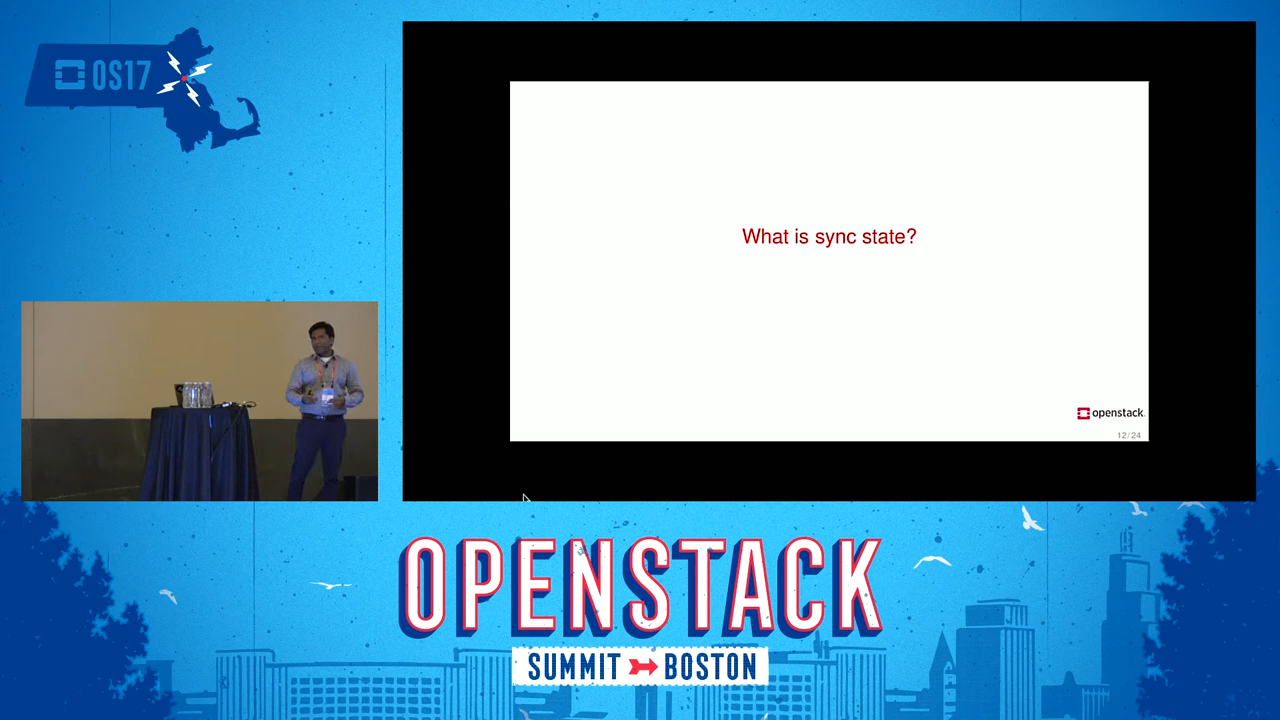 OS17
What is sync state?
openstack.
12/24
OPENSTACK
SUMMIT BOSTON